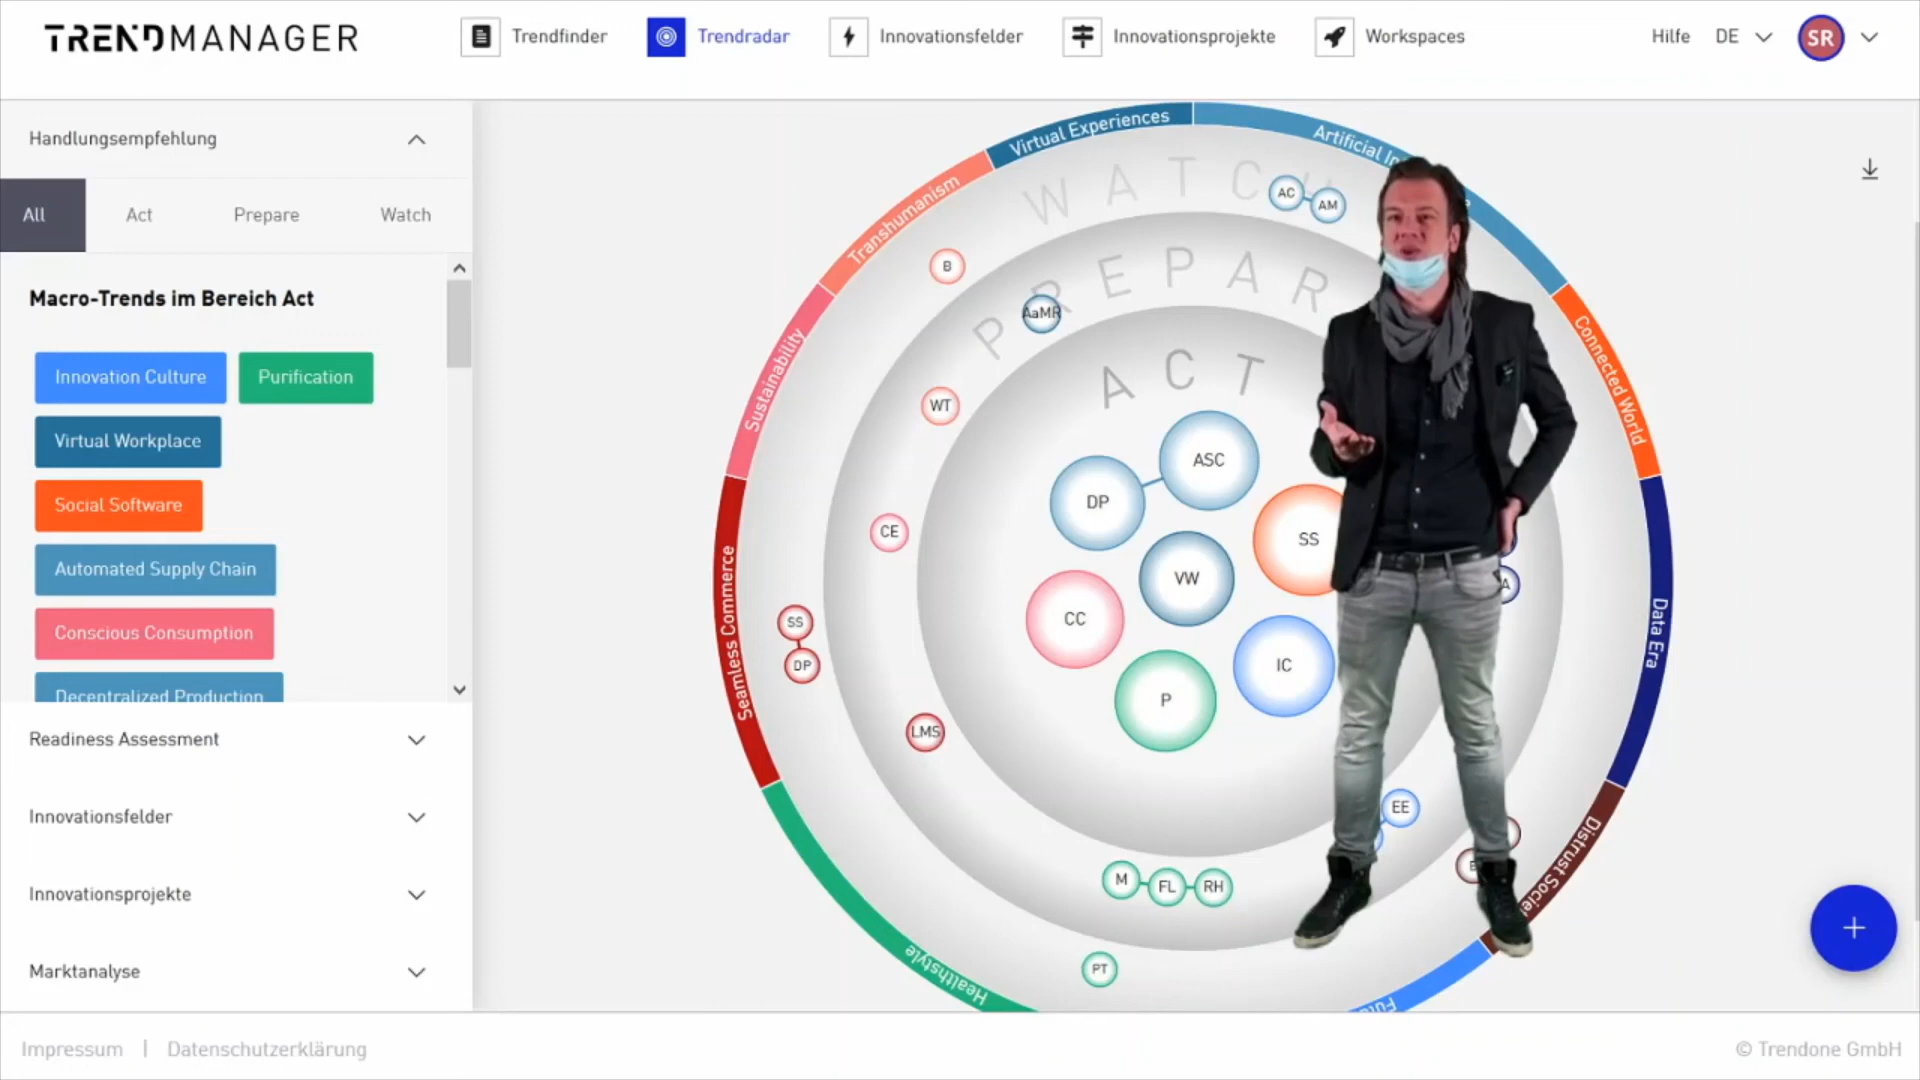 TRENDMANAGER
Trendfinder
Trendradar
Innovationsfelder
Innovationsprojekte
Workspaces
Hilfe
DE
SR
Handlungsempfehlung
All
Act
Prepare
Watch
Macro-Trends im Bereich Act
Innovation Culture
Purification
Virtual Workplace
Social Software
Automated Supply Chain
Conscious Consumption
Decentralized Production
Readiness Assessment
Innovationsfelder
Innovationsprojekte
Marktanalyse
Virtual Experiences
Artificial
Transhumanism
Sustainability
Connected World
Seamless Commerce
Data Era
Distrust
Healthstyle
WATC
PREPAR
ACT
AC
AM
B
AaMR
WT
ASC
DP
CE
SS
VW
CC
SS
DP
IC
P
LMS
EE
M
FL
RH
PT
Impressum | Datenschutzerklärung
© Trendone GmbH